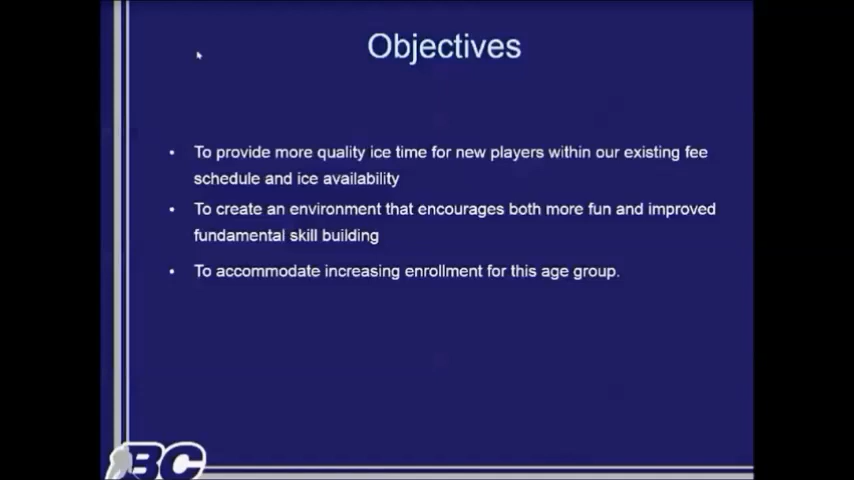 Objectives
• To provide more quality ice time for new players within our existing fee
schedule and ice availability
• To create an environment that encourages both more fun and improved
fundamental skill building
• To accommodate increasing enrollment for this age group.
BC